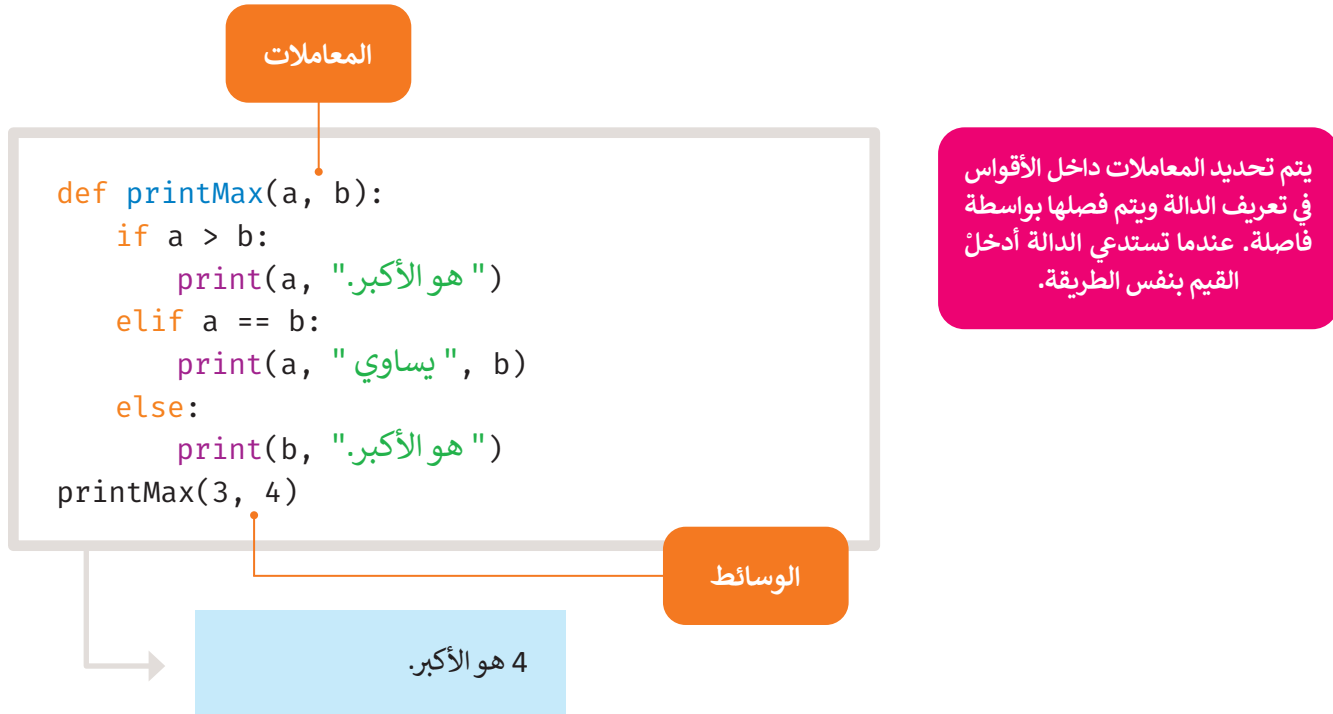 المعاملات
def printMax(a, b):
if a > b:
print(a, " هو الأكبر.")
elif a == b:
print(a, " يساوي ", b)
else:
print(b, " هو الأكبر.")
printMax(3, 4)
الوسائط
4 هو الأكبر.
يتم تحديد المعاملات داخل الأقواس
في تعريف الدالة ويتم فصلها بواسطة
فاصلة. عندما تستدعي الدالة أدخلْ
القيم بنفس الطريقة.